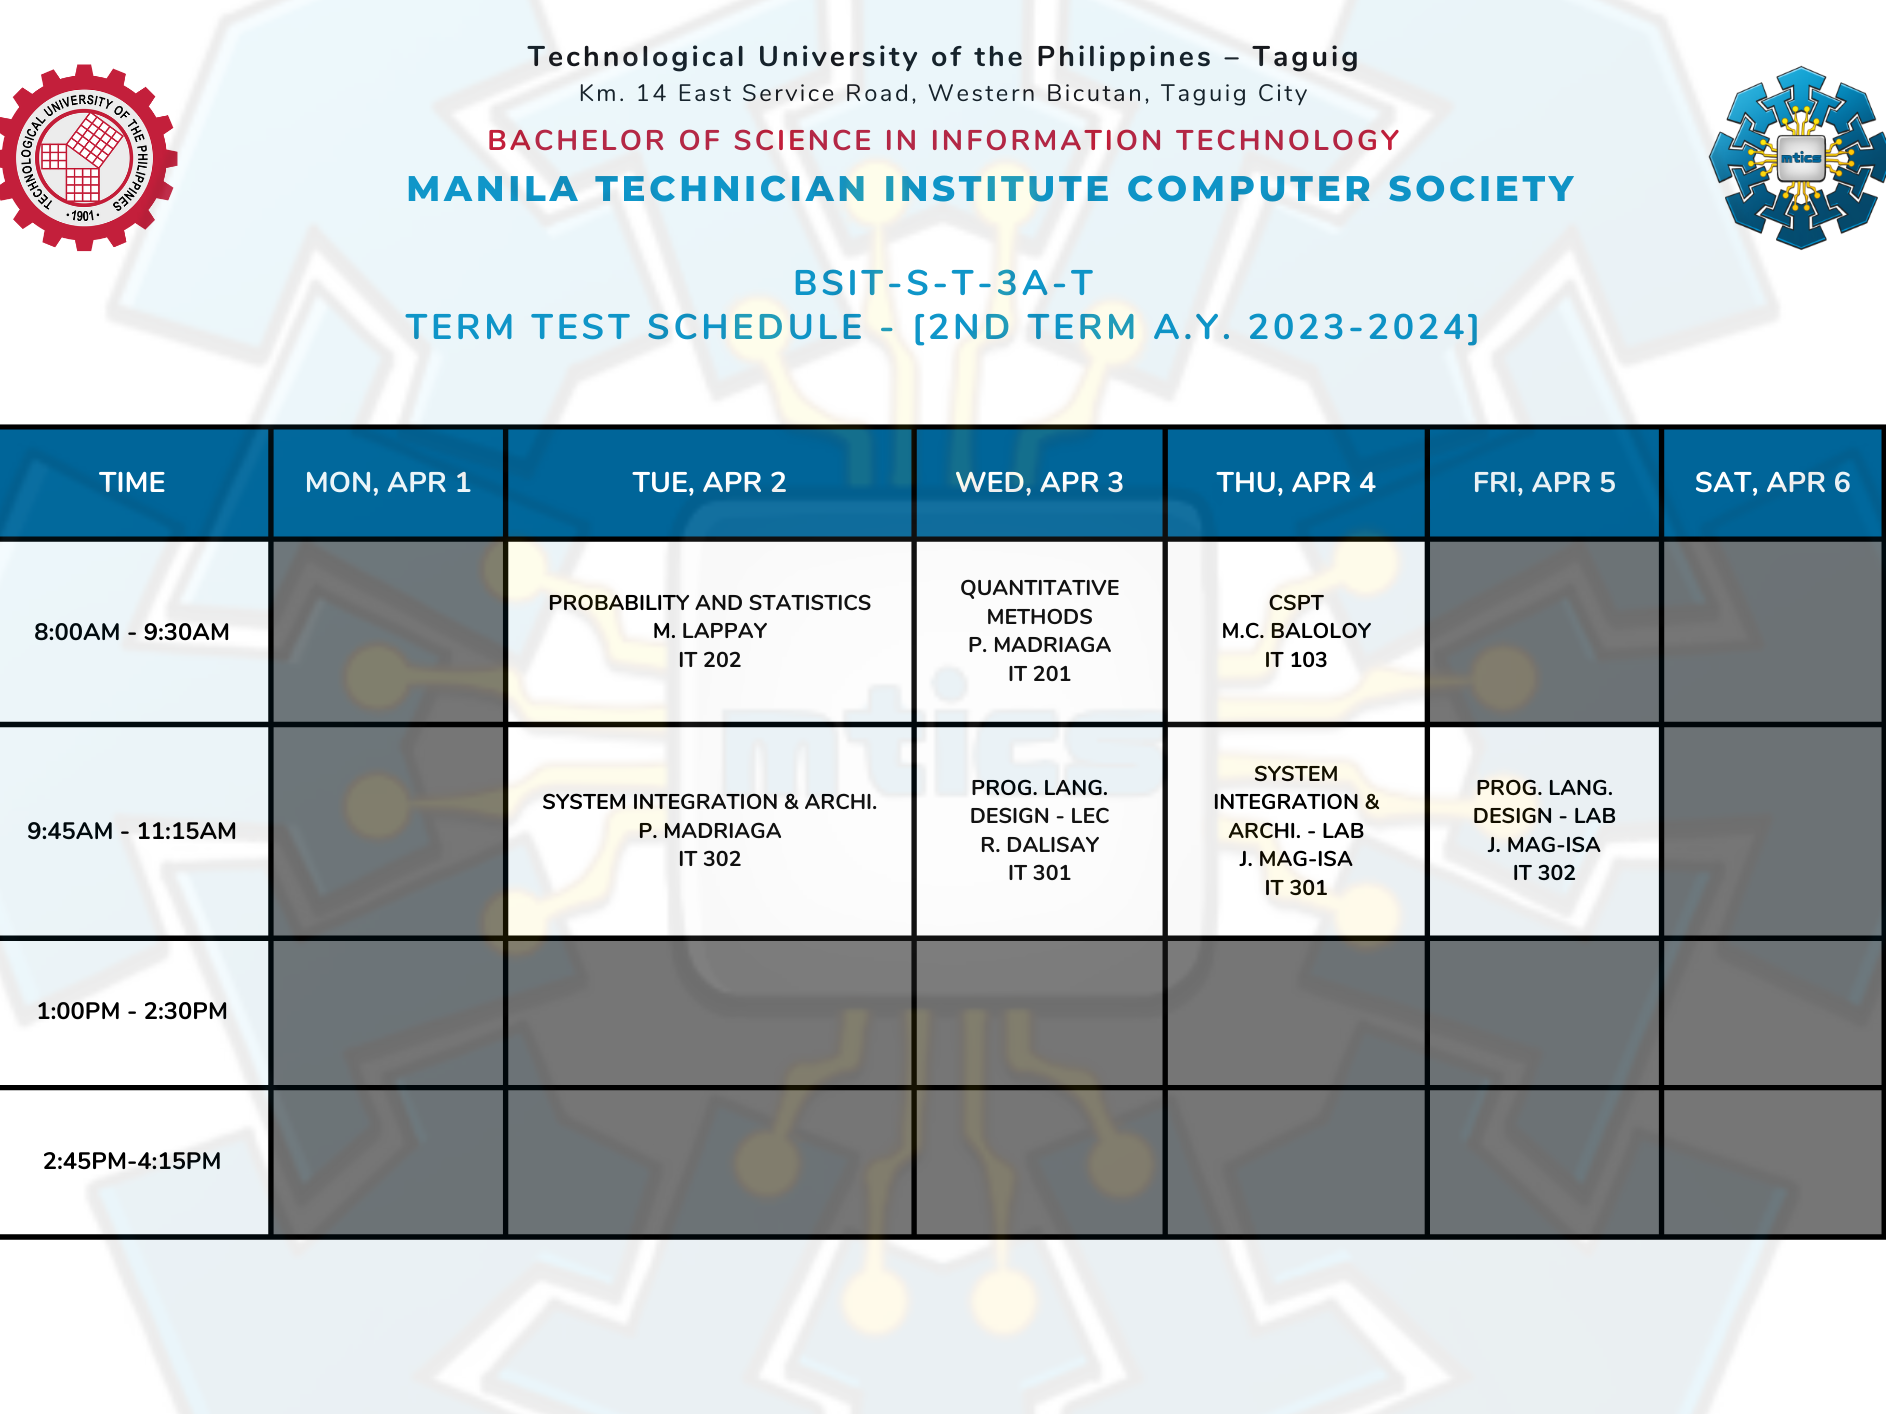 Technological University of the Philippines – Taguig
Km. 14 East Service Road, Western Bicutan, Taguig City
BACHELOR OF SCIENCE IN INFORMATION TECHNOLOGY
MANILA TECHNICIAN INSTITUTE COMPUTER SOCIETY
TECHNOLOGICAL UNIVERSITY OF THE PHILIPPINES
· 1901 ·
mtics
BSIT-S-T-3A-T
TERM TEST SCHEDULE - [2ND TERM A.Y. 2023-2024]
TIME
MON, APR 1
TUE, APR 2
WED, APR 3
THU, APR 4
FRI, APR 5
SAT, APR 6
8:00AM - 9:30AM
PROBABILITY AND STATISTICS
M. LAPPAY
IT 202
QUANTITATIVE
METHODS
P. MADRIAGA
IT 201
CSPT
M.C. BALOLOY
IT 103
9:45AM - 11:15AM
SYSTEM INTEGRATION & ARCHI.
P. MADRIAGA
IT 302
PROG. LANG.
DESIGN - LEC
R. DALISAY
IT 301
SYSTEM
INTEGRATION &
ARCHI. - LAB
J. MAG-ISA
IT 301
PROG. LANG.
DESIGN - LAB
J. MAG-ISA
IT 302
mtics
1:00PM - 2:30PM
2:45PM-4:15PM